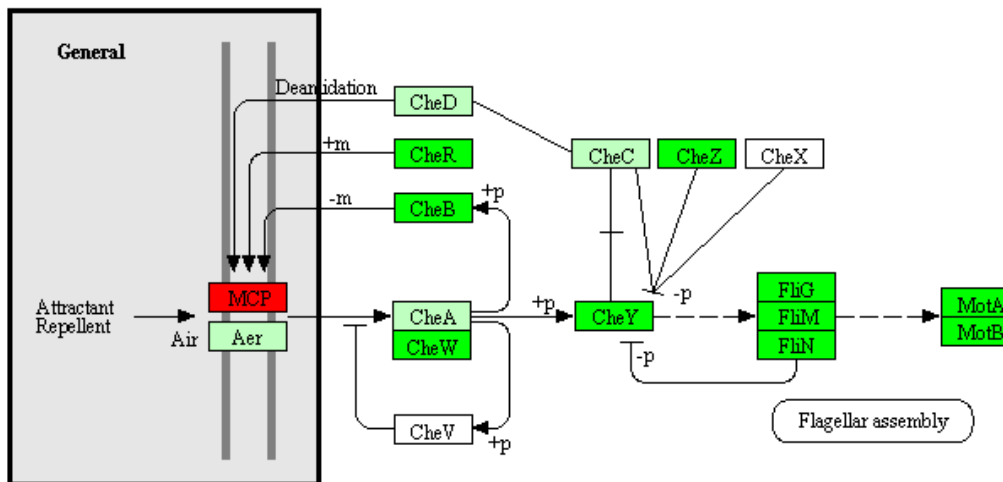 General
Deamidation
CheD
+m
CheR
CheC
CheZ
CheX
-m
CheB
+p
Attractant
Repellent
Air
MCP
Aer
CheA
CheW
+p
CheY
-p
FliG
FliM
FliN
MotA
MotB
-p
CheV
+p
Flagellar assembly